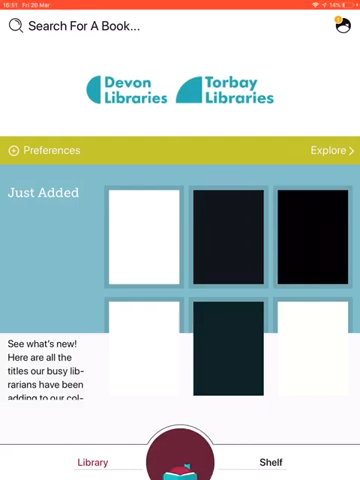 18:51 Fri 20 Mar
14%
Search For A Book...
Devon
Libraries
Torbay
Libraries
Preferences
Explore
Just Added
See what's new!
Here are all the
titles our busy lib-
rarians have been
adding to our col-
Library
Shelf